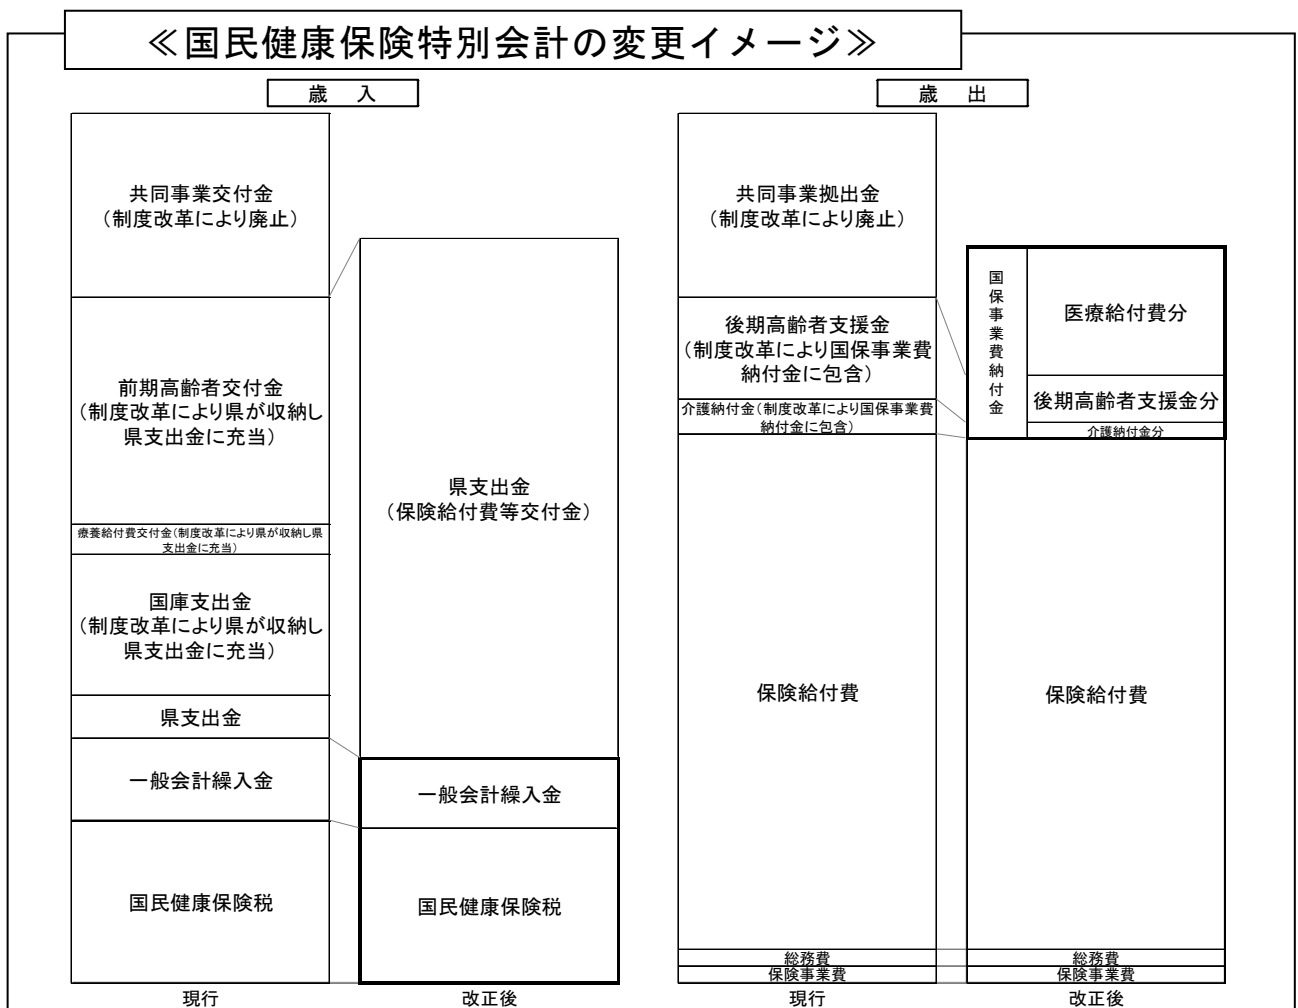 ≪国民健康保険特別会計の変更イメージ≫
歳 入
共同事業交付金
（制度改革により廃止）
前期高齢者交付金
（制度改革により県が収納し
県支出金に充当）
療養給付費交付金（制度改革により県が収納し県
支出金に充当）
国庫支出金
（制度改革により県が収納し
県支出金に充当）
県支出金
一般会計繰入金
国民健康保険税
現行
県支出金
（保険給付費等交付金）
一般会計繰入金
国民健康保険税
改正後
歳 出
共同事業拠出金
（制度改革により廃止）
後期高齢者支援金
（制度改革により国保事業費
納付金に包含）
介護納付金（制度改革により国保事業費
納付金に包含）
保険給付費
総務費
保険事業費
現行
国保事業費納付金
医療給付費分
後期高齢者支援金分
介護納付金分
保険給付費
総務費
保険事業費
改正後